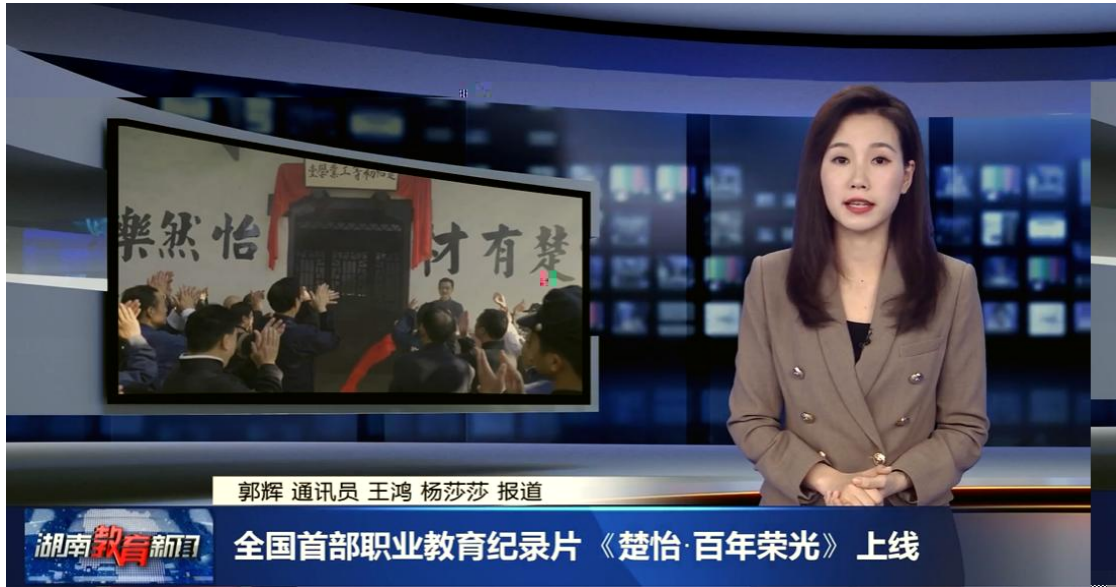 楚有才 怡然樂
郭辉 通讯员 王鸿 杨莎莎 报道
湖南教育新闻
全国首部职业教育纪录片《楚怡·百年荣光》上线